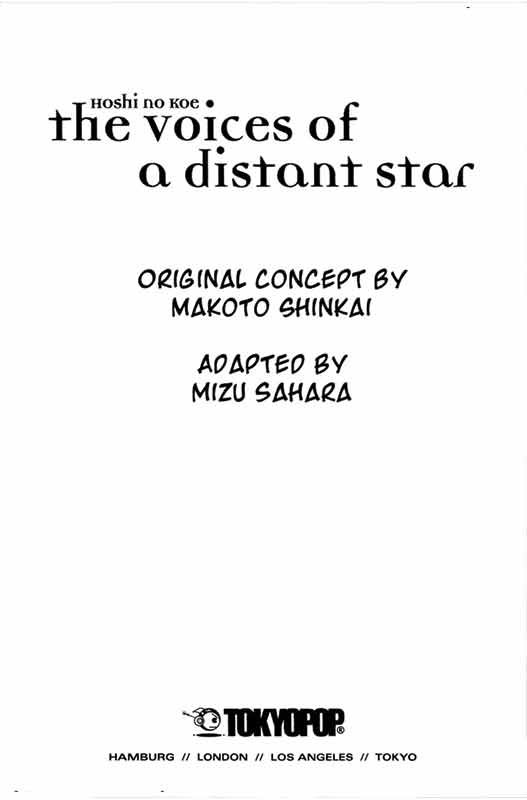 Hoshi no Koe
the voices of
a distant star
ORIGINAL CONCEPT BY
MAKOTO SHINKAI
ADAPTED BY
MIZU SAHARA
TOKYOPOP®
HAMBURG // LONDON // LOS ANGELES // TOKYO